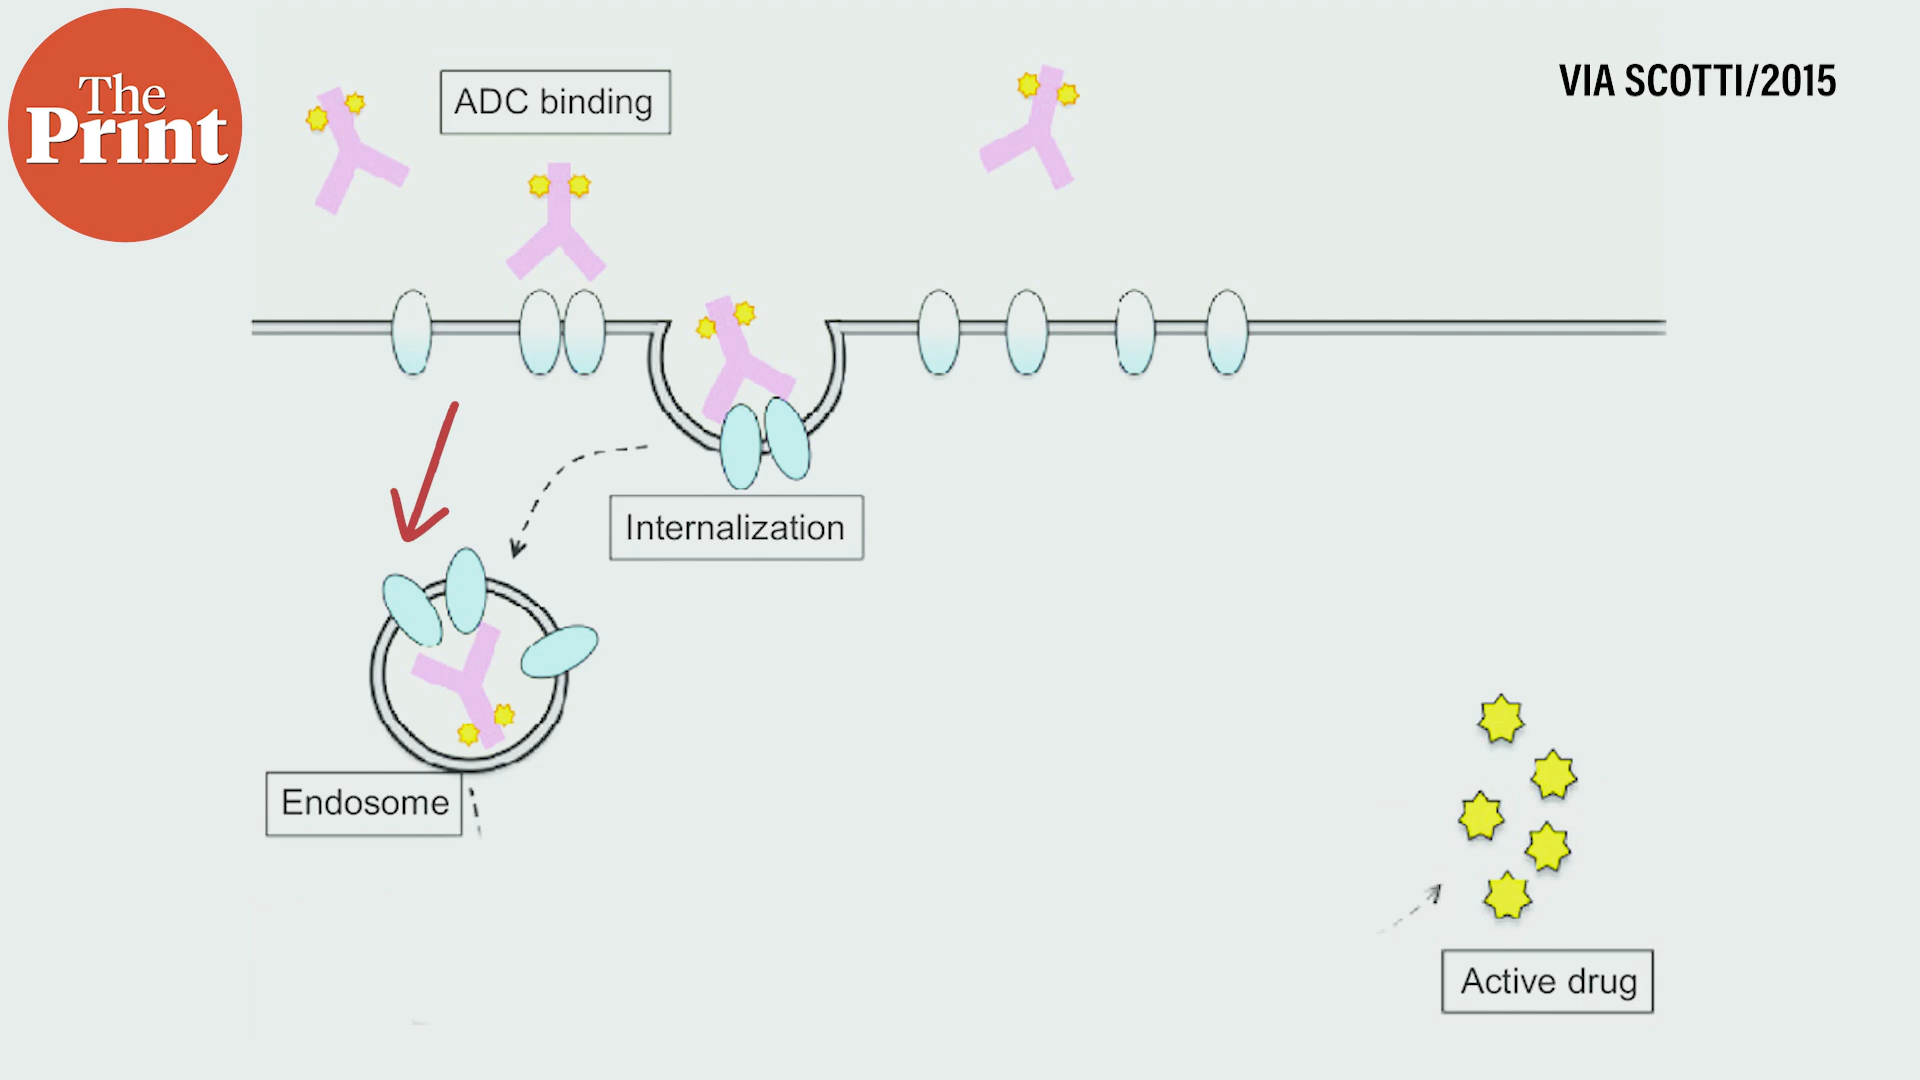 The
Print
VIA SCOTTI/2015
ADC binding
Internalization
Endosome
Active drug